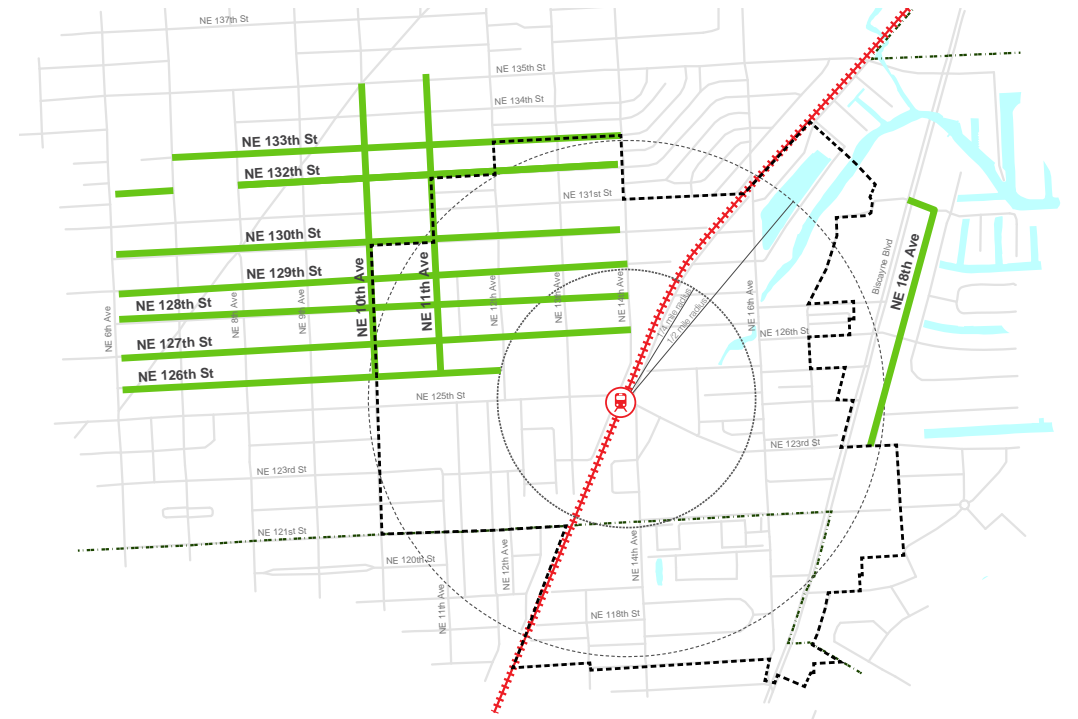 NE 137th St
NE 135th St
NE 134th St
NE 133th St
NE 132th St
NE 131st St
NE 130th St
NE 129th St
NE 128th St
NE 127th St
NE 126th St
NE 6th Ave
NE 8th Ave
NE 9th Ave
NE 10th Ave
NE 11th Ave
NE 12th Ave
NE 13th Ave
NE 14th Ave
1/4 mile radius
1/2 mile radius
NE 16th Ave
NE 126th St
Biscayne Blvd
NE 18th Ave
NE 125th St
NE 123rd St
NE 123rd St
NE 121st St
NE 120th St
NE 11th Ave
NE 12th Ave
NE 14th Ave
NE 118th St